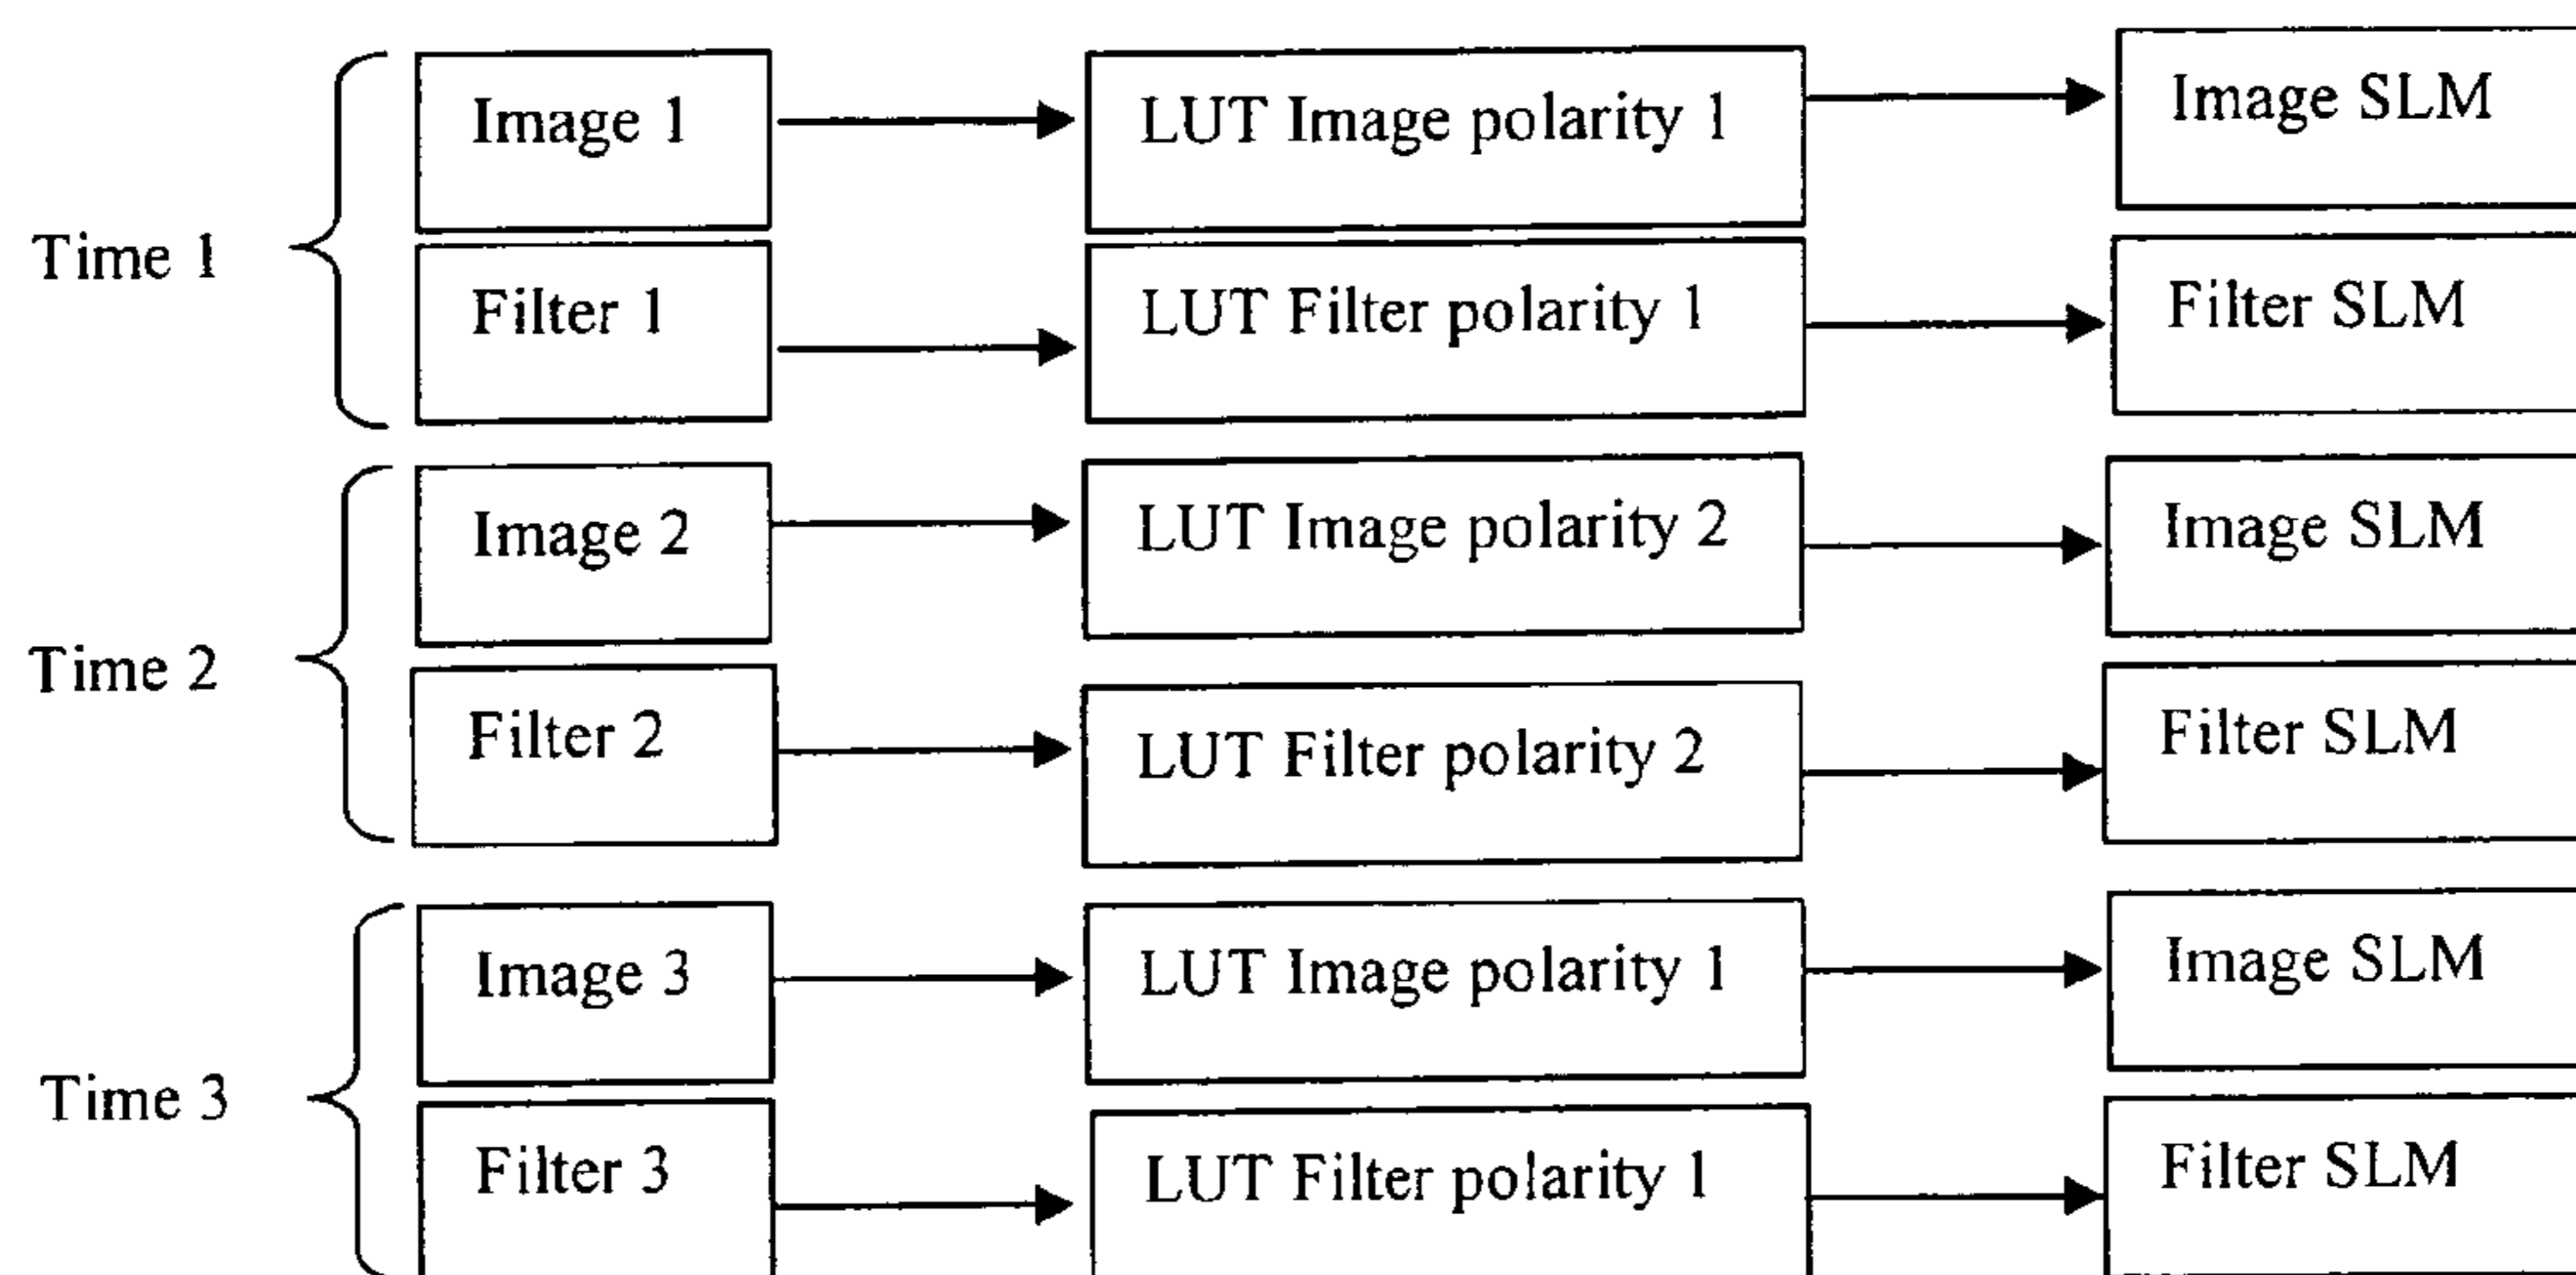 Image 1
LUT Image polarity 1
Image SLM
Time 1
Filter 1
LUT Filter polarity 1
Filter SLM
Image 2
LUT Image polarity 2
Image SLM
Time 2
Filter 2
LUT Filter polarity 2
Filter SLM
Image 3
LUT Image polarity 1
Image SLM
Time 3
Filter 3
LUT Filter polarity 1
Filter SLM